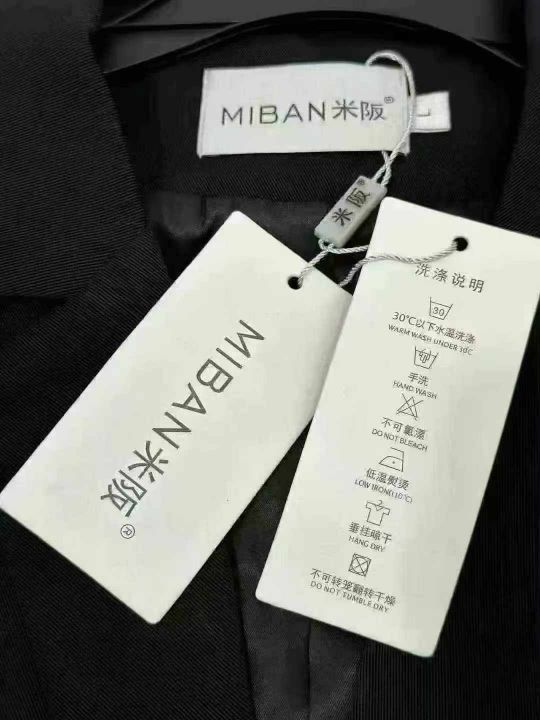 MIBAN米阪®
L
米阪®
MIBAN米阪®
洗涤说明
30
30℃以下水温洗涤
WARM WASH UNDER 30C
手洗
HAND WASH
不可氯漂
DO NOT BLEACH
低温熨烫
LOW IRON(110℃)
垂挂晾干
HANG DRY
不可转笼翻转干燥
DO NOT TUMBLE DRY